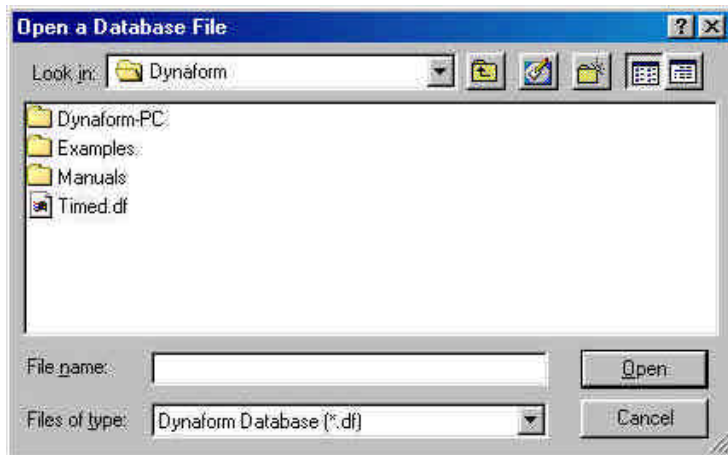 Open a Database File
Look in: Dynaform
Dynaform-PC
Examples
Manuals
Timed.df
File name:
Open
Files of type: Dynaform Database (*.df)
Cancel